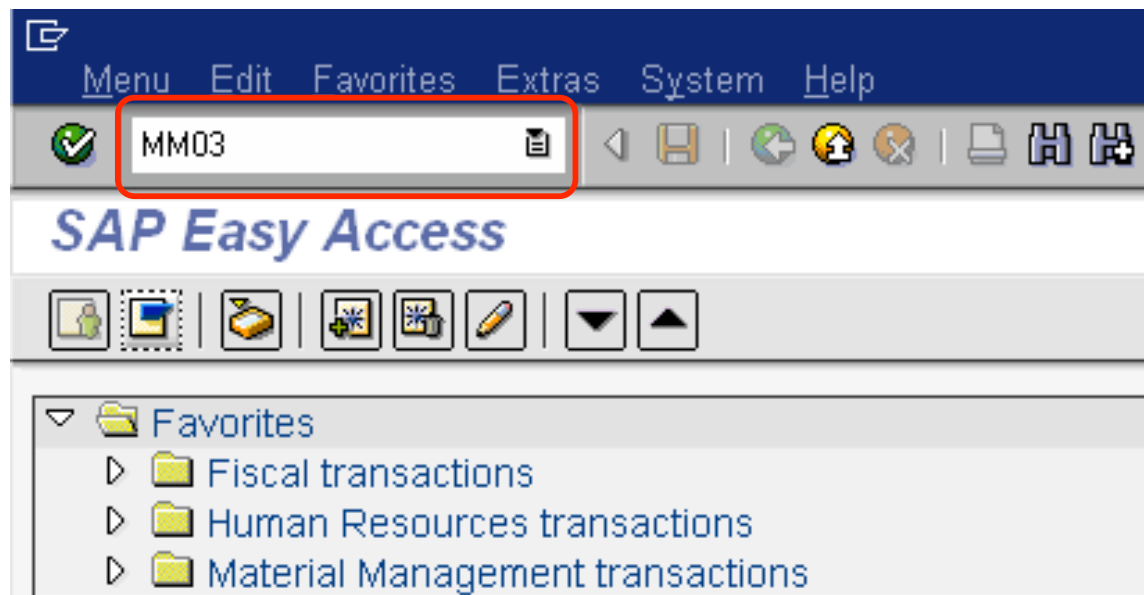 Menu Edit Favorites Extras System Help
MM03
SAP Easy Access
Favorites
Fiscal transactions
Human Resources transactions
Material Management transactions